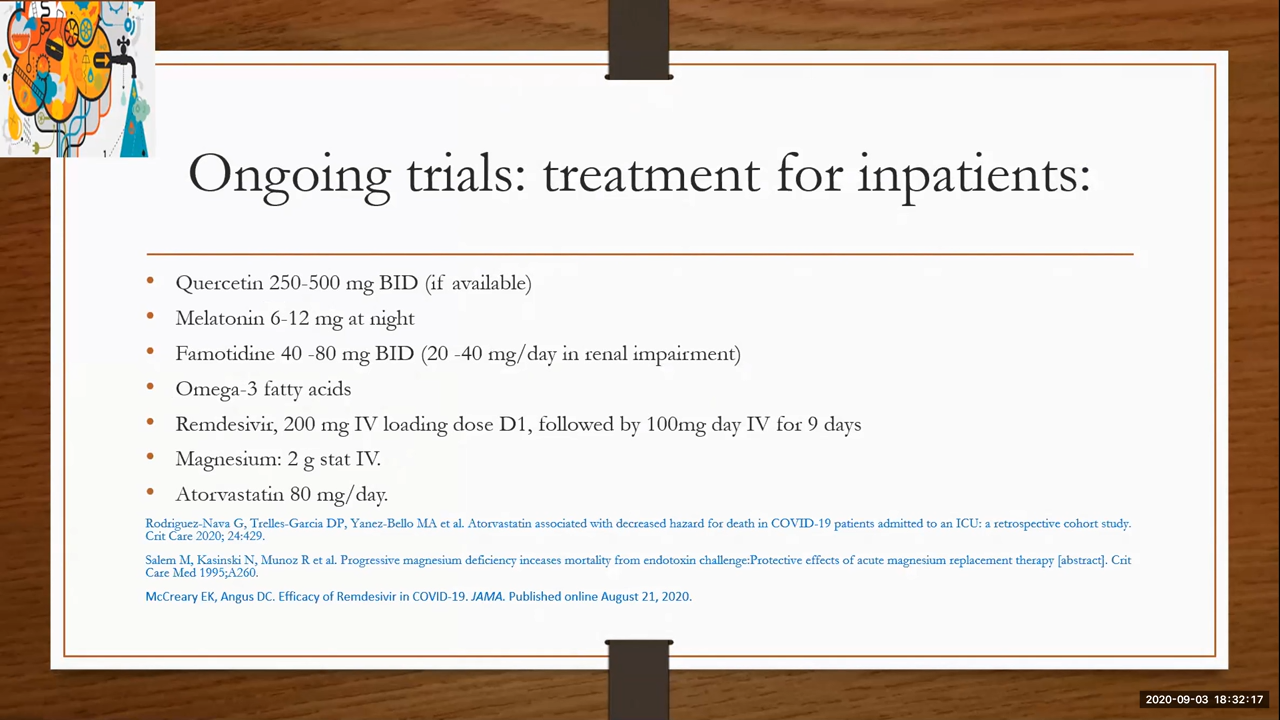 Ongoing trials: treatment for inpatients:
• Quercetin 250-500 mg BID (if available)
• Melatonin 6-12 mg at night
• Famotidine 40 -80 mg BID (20 -40 mg/day in renal impairment)
• Omega-3 fatty acids
• Remdesivir, 200 mg IV loading dose D1, followed by 100mg day IV for 9 days
• Magnesium: 2 g stat IV.
• Atorvastatin 80 mg/day.
Rodriguez-Nava G, Trelles-Garcia DP, Yanez-Bello MA et al. Atorvastatin associated with decreased hazard for death in COVID-19 patients admitted to an ICU: a retrospective cohort study.
Crit Care 2020; 24:429.
Salem M, Kasinski N, Munoz R et al. Progressive magnesium deficiency inceases mortality from endotoxin challenge:Protective effects of acute magnesium replacement therapy [abstract]. Crit
Care Med 1995;A260.
McCreary EK, Angus DC. Efficacy of Remdesivir in COVID-19. JAMA. Published online August 21, 2020.
2020-09-03 18:32:17